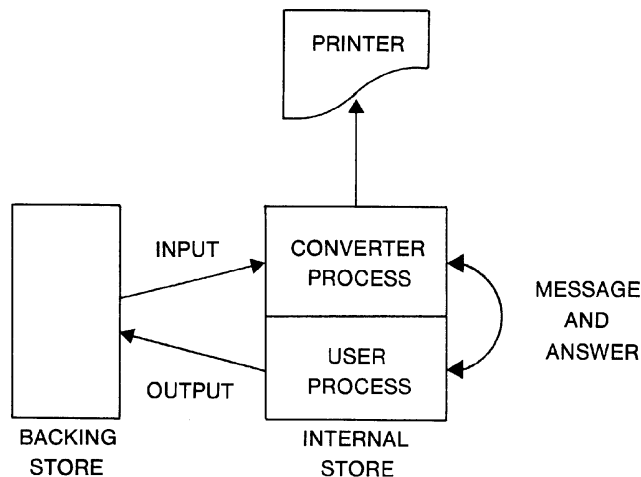 PRINTER
INPUT
CONVERTER
PROCESS
MESSAGE
AND
ANSWER
USER
PROCESS
OUTPUT
BACKING
STORE
INTERNAL
STORE